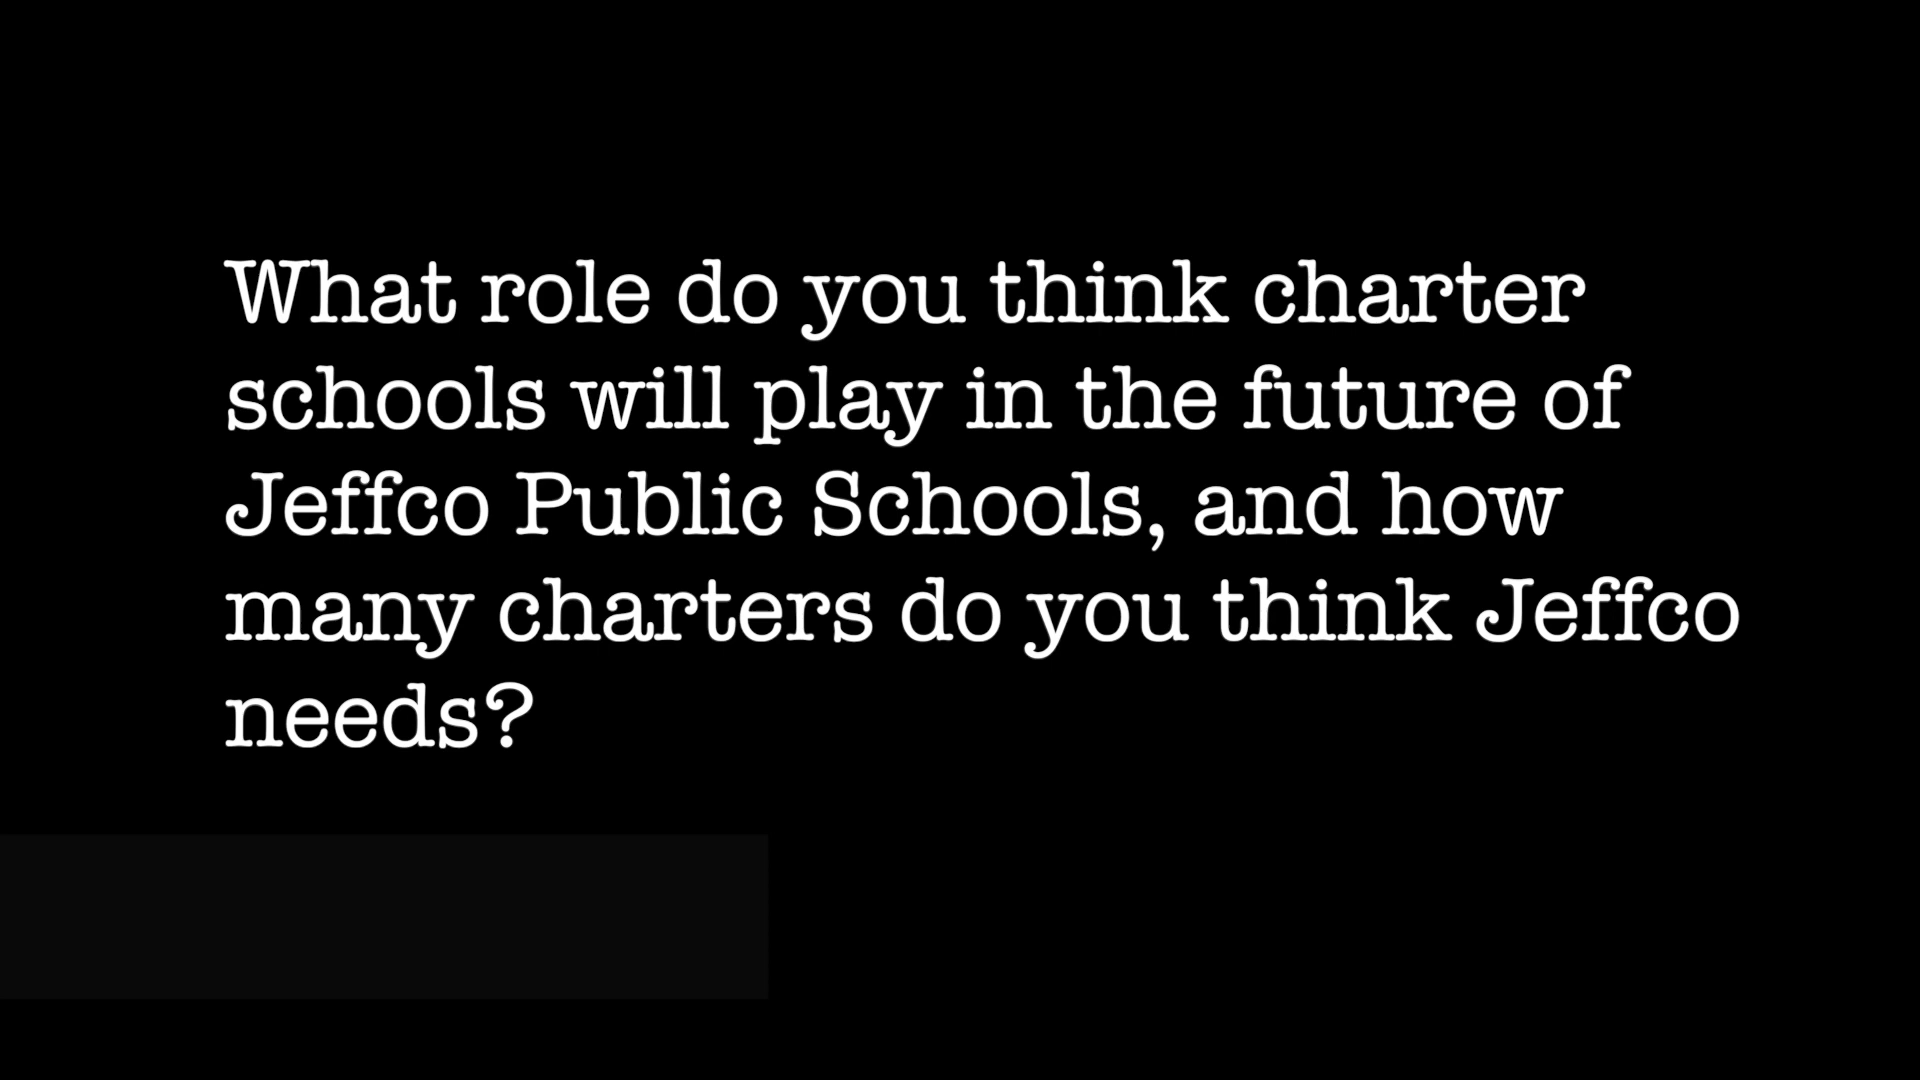 What role do you think charter
schools will play in the future of
Jeffco Public Schools, and how
many charters do you think Jeffco
needs?